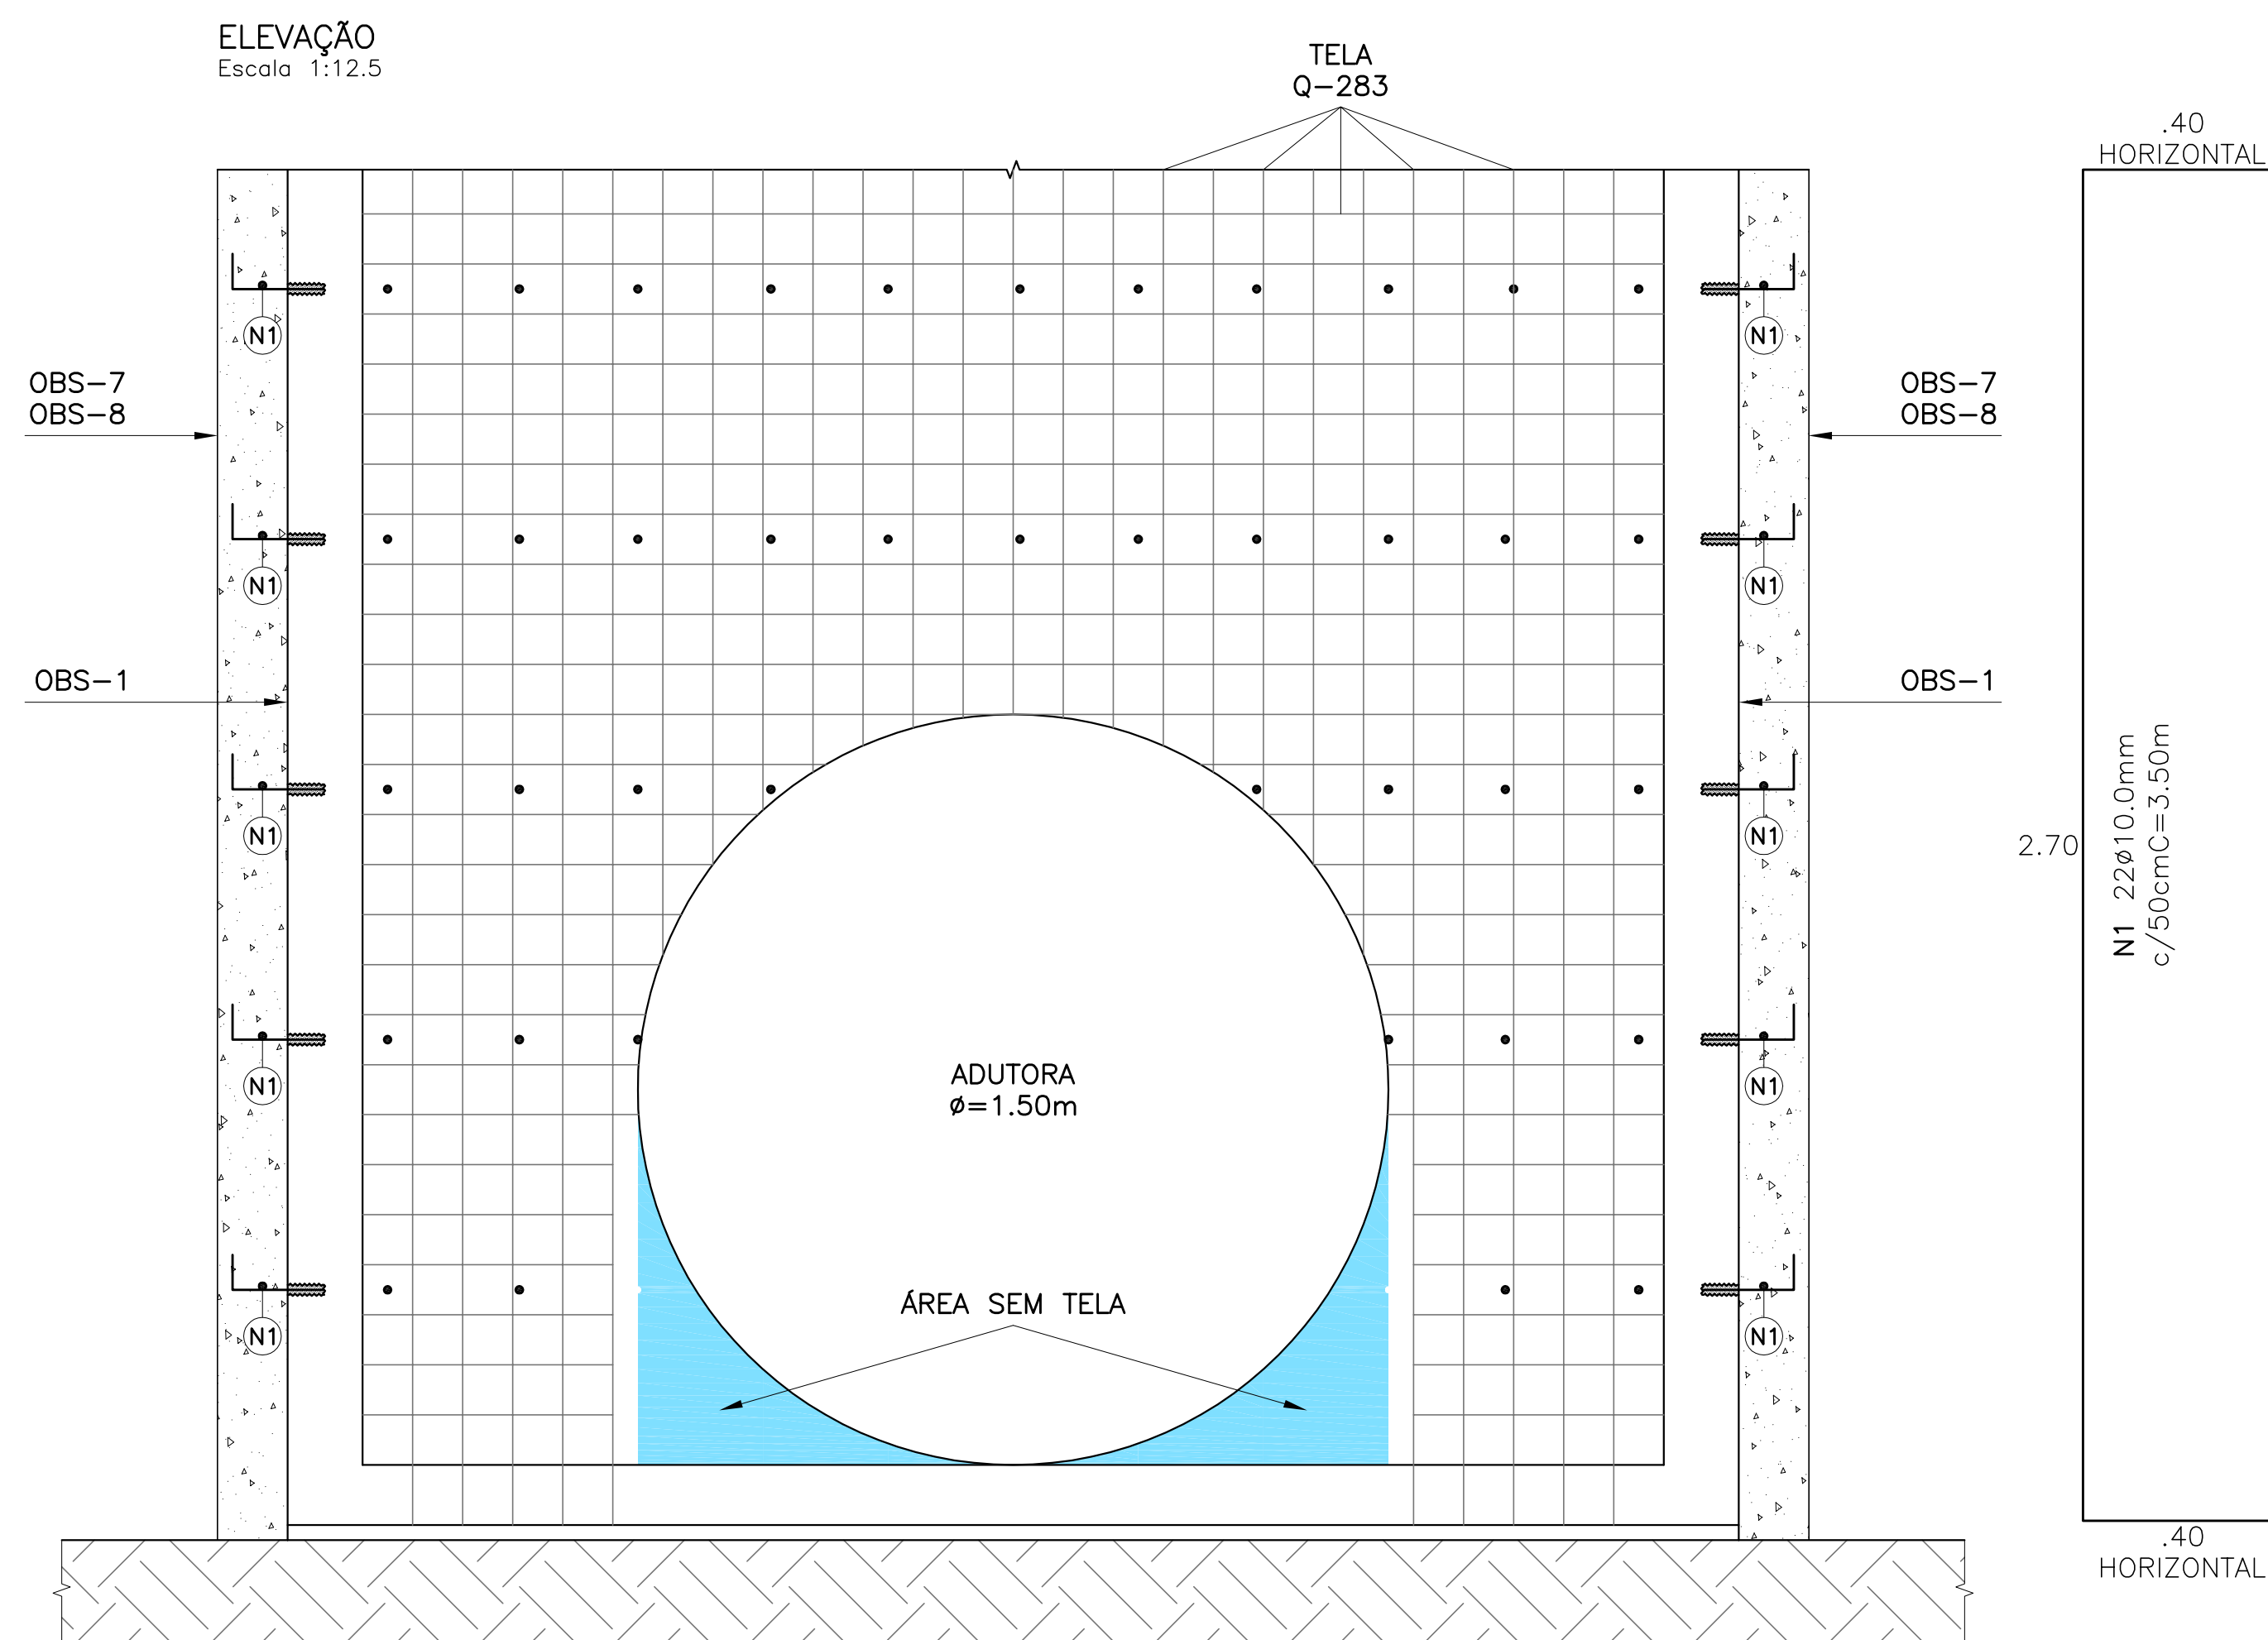 ELEVAÇÃO
Escala 1:12.5
TELA
Q-283
.40
HORIZONTAL
N1
N1
OBS-7
OBS-8
OBS-7
OBS-8
N1
N1
OBS-1
OBS-1
N1 22ø10.0mm
c/50cmC=3.50m
2.70
N1
N1
ADUTORA
ø=1.50m
N1
N1
ÁREA SEM TELA
N1
N1
.40
HORIZONTAL